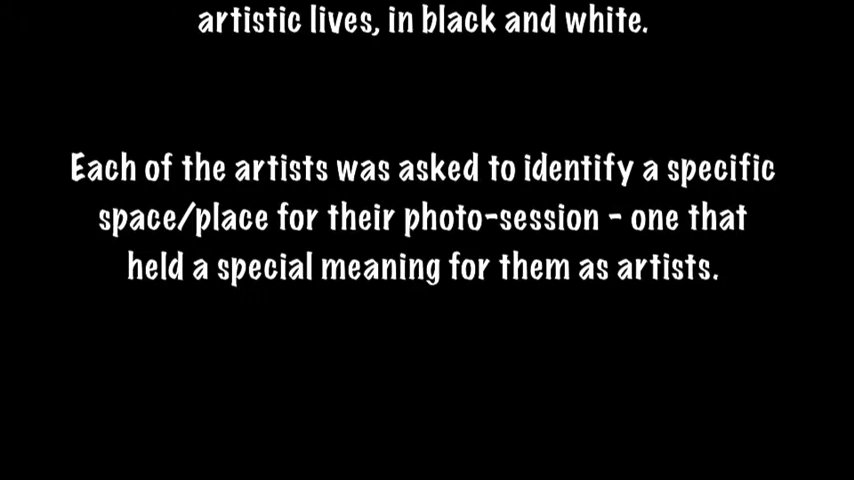 artistic lives, in black and white.
Each of the artists was asked to identify a specific
space/place for their photo-session - one that
held a special meaning for them as artists.